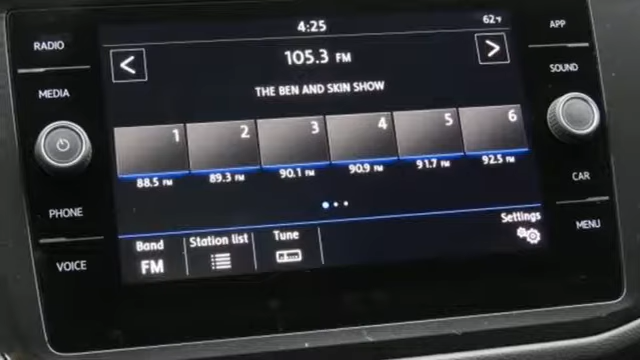 4:25
62°F
RADIO
APP
105.3 FM
SOUND
MEDIA
THE BEN AND SKIN SHOW
1 2 3 4 5 6
88.5 FM 89.3 FM 90.1 FM 90.9 FM 91.7 FM 92.5 FM
CAR
PHONE
Settings
MENU
Band Station list Tune
VOICE
FM